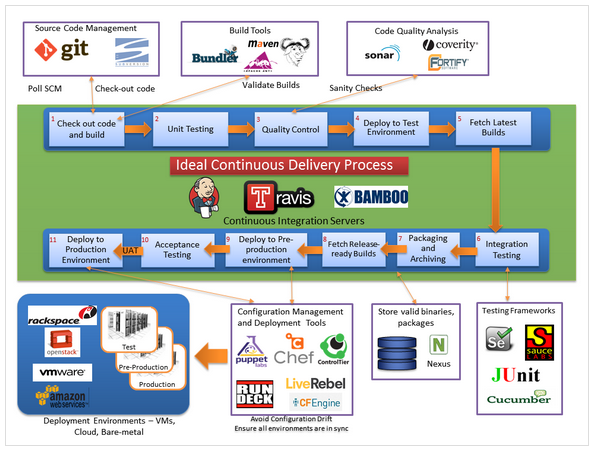 Source Code Management
git
SUBVERSION
Build Tools
Bundler
maven
APACHE ANT
Code Quality Analysis
sonar
coverity
FORTIFY
SOFTWARE
Poll SCM
Check-out code
Validate Builds
Sanity Checks
1
Check out code
and build
2
Unit Testing
3
Quality Control
4
Deploy to Test
Environment
5
Fetch Latest
Builds
Ideal Continuous Delivery Process
Travis
BAMBOO
Continuous Integration Servers
11
Deploy to
Production
Environment
UAT
10
Acceptance
Testing
9
Deploy to Pre-
production
environment
8
Fetch Release-
ready Builds
7
Packaging
and
Archiving
6
Integration
Testing
rackspace
openstack
vmware
amazon
web services
Test
Pre-Production
Production
Deployment Environments – VMs,
Cloud, Bare-metal
Configuration Management
and Deployment Tools
puppet
labs
Chef
ControlTier
RUN
DECK
LiveRebel
CFEngine
Avoid Configuration Drift
Ensure all environments are in sync
Store valid binaries,
packages
N
Nexus
Testing Frameworks
Se
SAUCE
LABS
JUnit
Cucumber